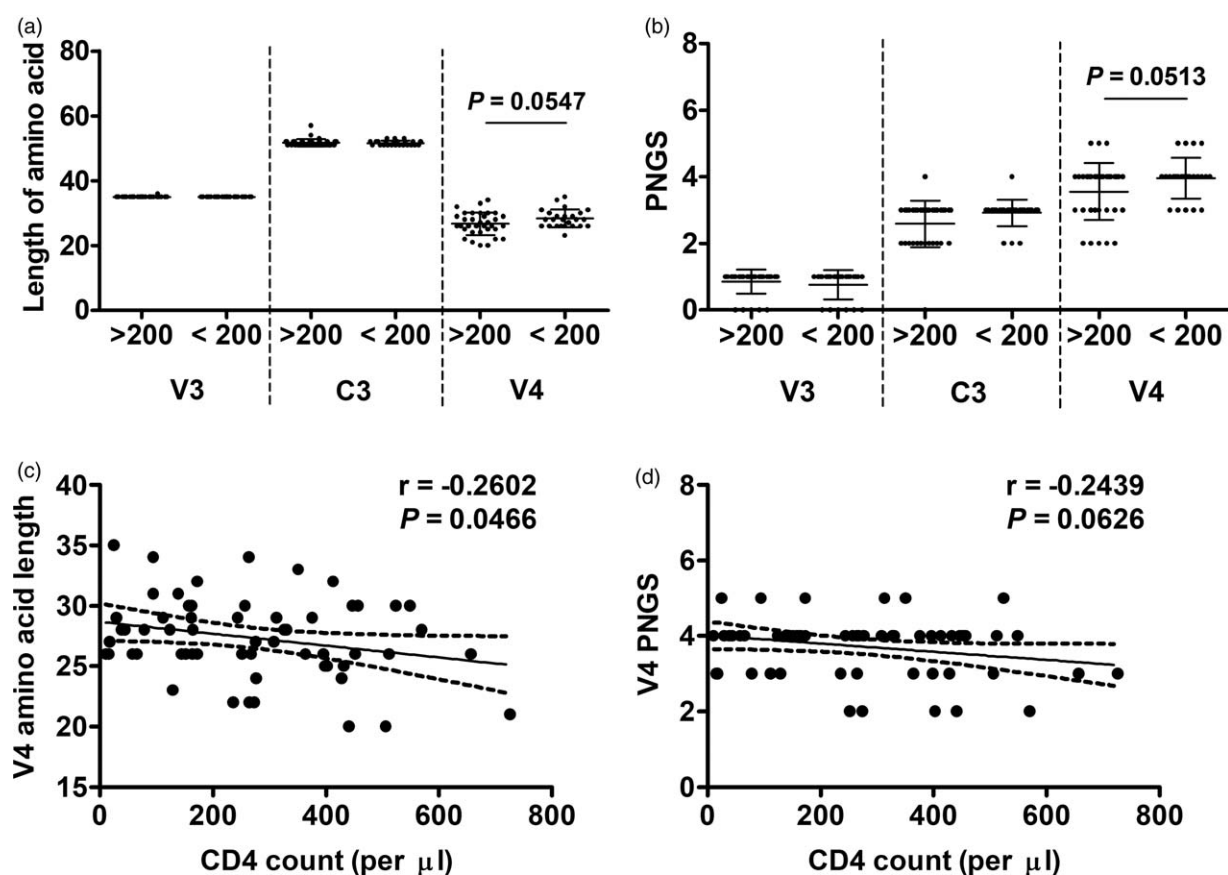 (a)
Length of amino acid
80
60
40
20
0
P = 0.0547
>200 < 200 >200 < 200 >200 < 200
V3 C3 V4
(b)
PNGS
8
6
4
2
0
P = 0.0513
>200 < 200 >200 < 200 >200 < 200
V3 C3 V4
(c)
V4 amino acid length
40
35
30
25
20
15
r = -0.2602
P = 0.0466
0 200 400 600 800
CD4 count (per μl)
(d)
V4 PNGS
8
6
4
2
0
r = -0.2439
P = 0.0626
0 200 400 600 800
CD4 count (per μl)